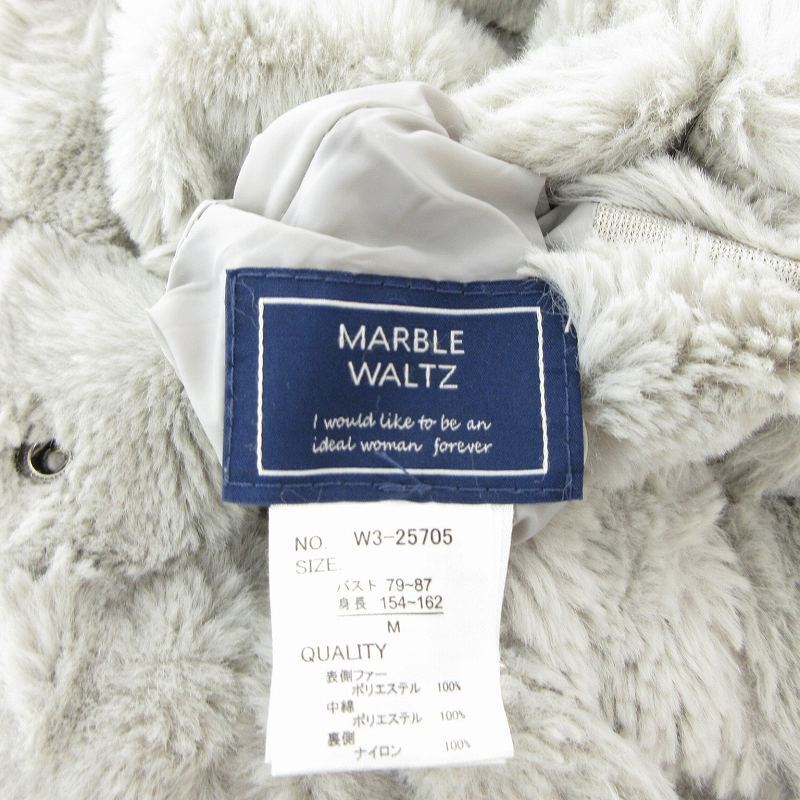 MARBLE
WALTZ
I would like to be an
ideal woman forever
NO. W3-25705
SIZE.
バスト 79~87
身長 154~162
M
QUALITY
表側ファー
ポリエステル 100%
中綿
ポリエステル 100%
裏側
ナイロン 100%